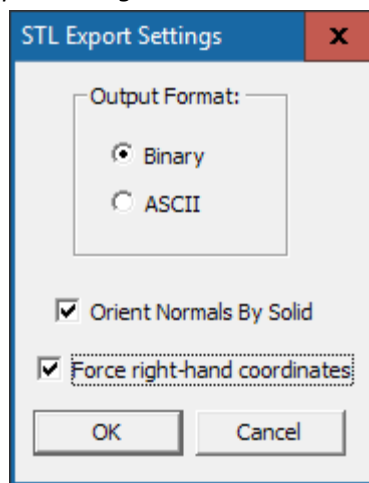 STL Export Settings
Output Format:
Binary
ASCII
Orient Normals By Solid
Force right-hand coordinates
OK Cancel